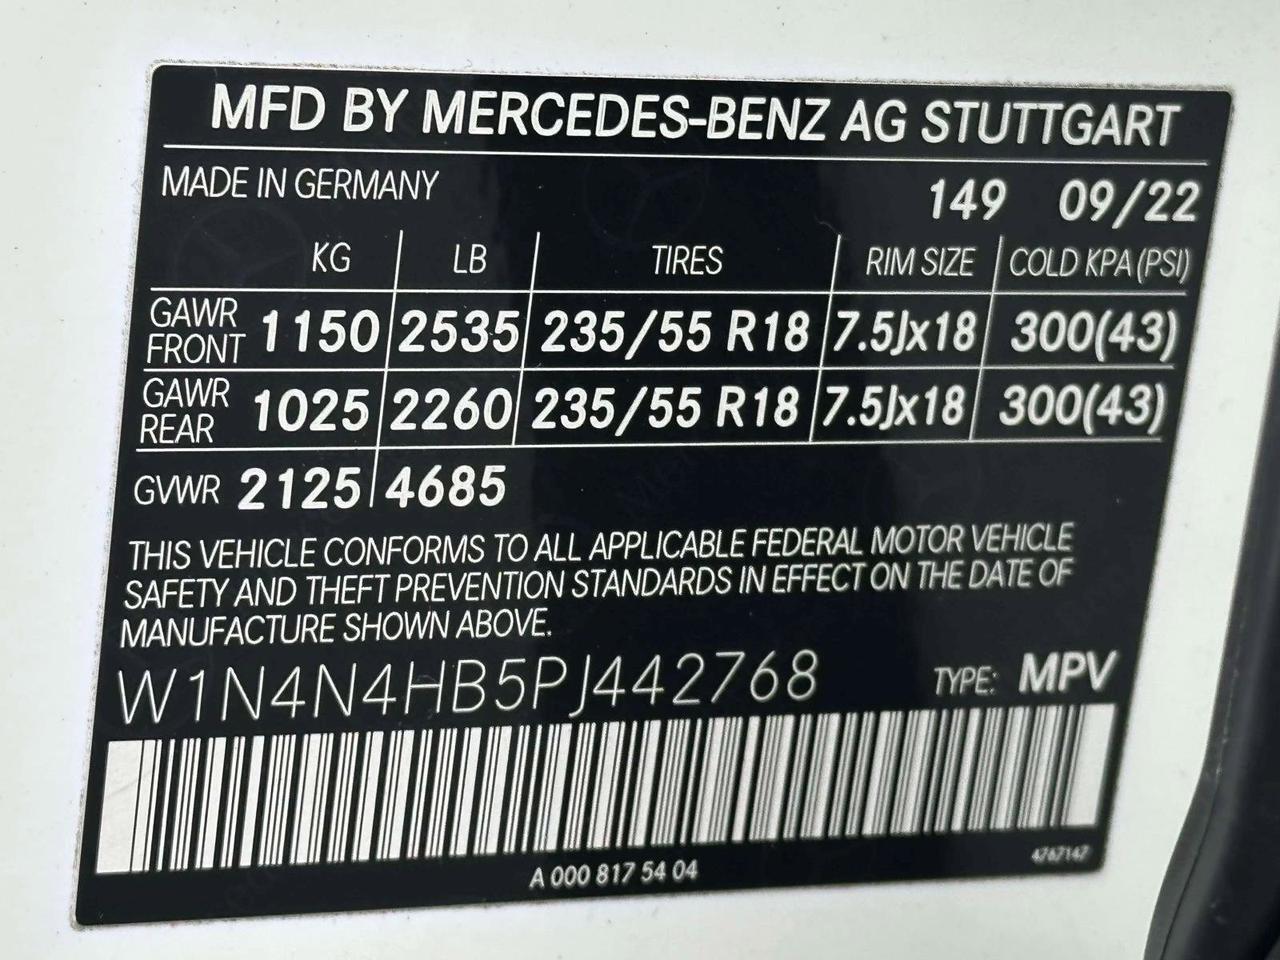 MFD BY MERCEDES-BENZ AG STUTTGART
MADE IN GERMANY 149 09/22
KG LB TIRES RIM SIZE COLD KPA (PSI)
GAWR FRONT 1150 2535 235/55 R18 7.5Jx18 300(43)
GAWR REAR 1025 2260 235/55 R18 7.5Jx18 300(43)
GVWR 2125 4685
THIS VEHICLE CONFORMS TO ALL APPLICABLE FEDERAL MOTOR VEHICLE
SAFETY AND THEFT PREVENTION STANDARDS IN EFFECT ON THE DATE OF
MANUFACTURE SHOWN ABOVE.
W1N4N4HB5PJ442768 TYPE: MPV
A 000 817 54 04 4767147